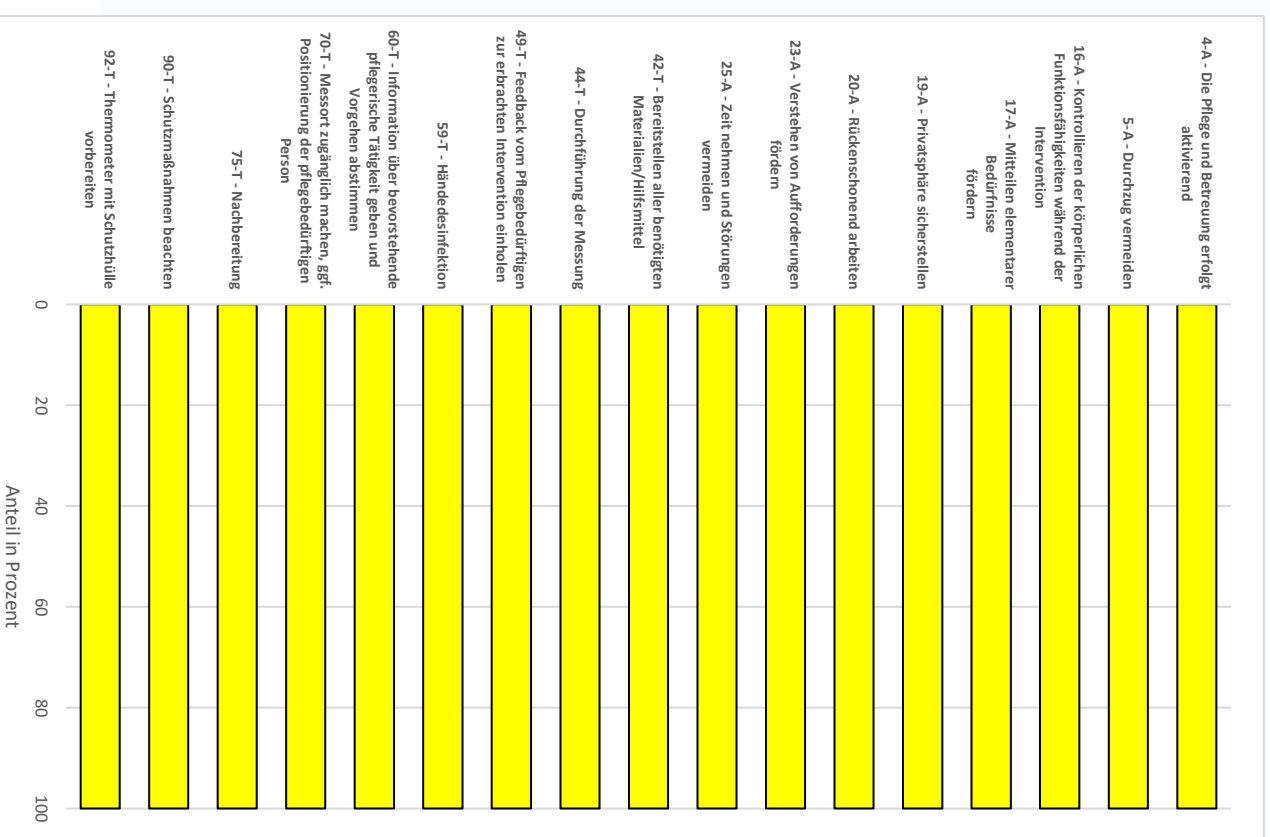 4-A - Die Pflege und Betreuung erfolgt
aktivierend
5-A - Durchzug vermeiden
16-A - Kontrollieren der körperlichen
Funktionsfähigkeiten während der
Intervention
17-A - Mitteilen elementarer
Bedürfnisse
fördern
19-A - Privatsphäre sicherstellen
20-A - Rückenschonend arbeiten
23-A - Verstehen von Aufforderungen
fördern
25-A - Zeit nehmen und Störungen
vermeiden
42-T - Bereitstellen aller benötigten
Materialien/Hilfsmittel
44-T - Durchführung der Messung
49-T - Feedback vom Pflegebedürftigen
zur erbrachten Intervention einholen
59-T - Händedesinfektion
60-T - Information über bevorstehende
pflegerische Tätigkeit geben und
Vorgehen abstimmen
70-T - Messort zugänglich machen, ggf.
Positionierung der pflegebedürftigen
Person
75-T - Nachbereitung
90-T - Schutzmaßnahmen beachten
92-T - Thermometer mit Schutzhülle
vorbereiten
0
20
40
60
80
100
Anteil in Prozent